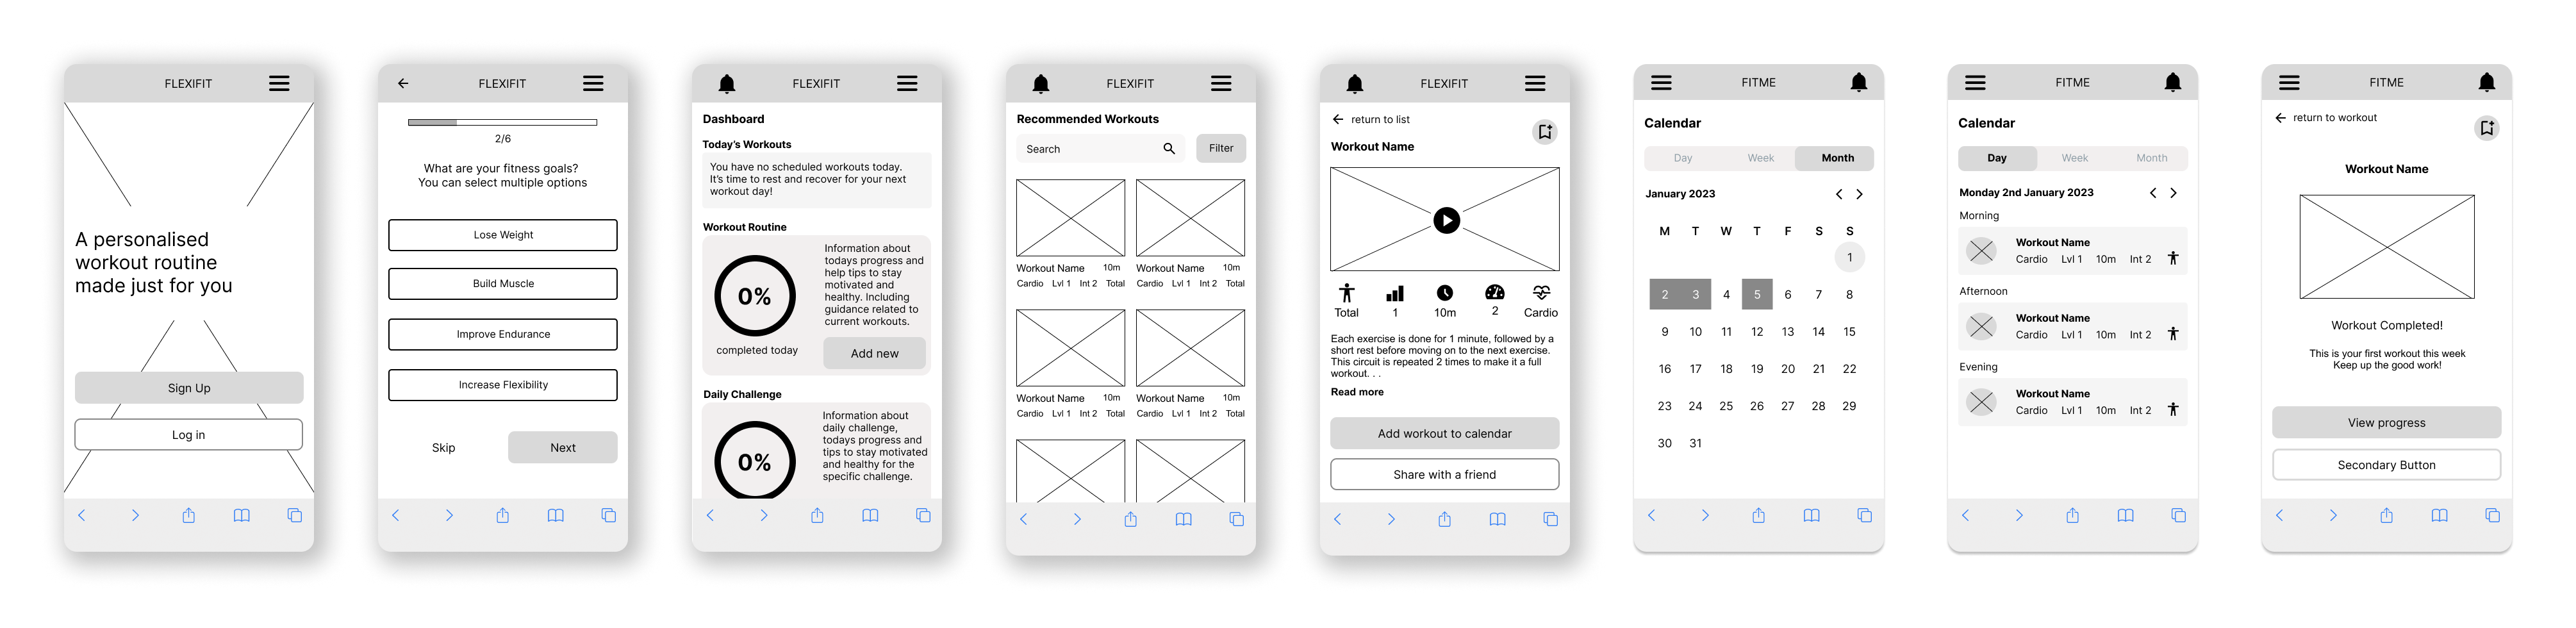 FLEXIFIT
A personalised
workout routine
made just for you
Sign Up
Log in
FLEXIFIT
2/6
What are your fitness goals?
You can select multiple options
Lose Weight
Build Muscle
Improve Endurance
Increase Flexibility
Skip Next
FLEXIFIT
Dashboard
Today's Workouts
You have no scheduled workouts today.
It's time to rest and recover for your next
workout day!
Workout Routine
0%
completed today
Information about
todays progress and
help tips to stay
motivated and
healthy. Including
guidance related to
current workouts.
Add new
Daily Challenge
0%
Information about
daily challenge,
todays progress and
tips to stay motivated
and healthy for the
specific challenge.
FLEXIFIT
Recommended Workouts
Search Filter
Workout Name 10m Workout Name 10m
Cardio Lvl 1 Int 2 Total Cardio Lvl 1 Int 2 Total
Workout Name 10m Workout Name 10m
Cardio Lvl 1 Int 2 Total Cardio Lvl 1 Int 2 Total
FLEXIFIT
return to list
Workout Name
Total 1 10m 2 Cardio
Each exercise is done for 1 minute, followed by a
short rest before moving on to the next exercise.
This circuit is repeated 2 times to make it a full
workout. . .
Read more
Add workout to calendar
Share with a friend
FITME
Calendar
Day Week Month
January 2023
M T W T F S S
1
2 3 4 5 6 7 8
9 10 11 12 13 14 15
16 17 18 19 20 21 22
23 24 25 26 27 28 29
30 31
FITME
Calendar
Day Week Month
Monday 2nd January 2023
Morning
Workout Name
Cardio Lvl 1 10m Int 2
Afternoon
Workout Name
Cardio Lvl 1 10m Int 2
Evening
Workout Name
Cardio Lvl 1 10m Int 2
FITME
return to workout
Workout Name
Workout Completed!
This is your first workout this week
Keep up the good work!
View progress
Secondary Button